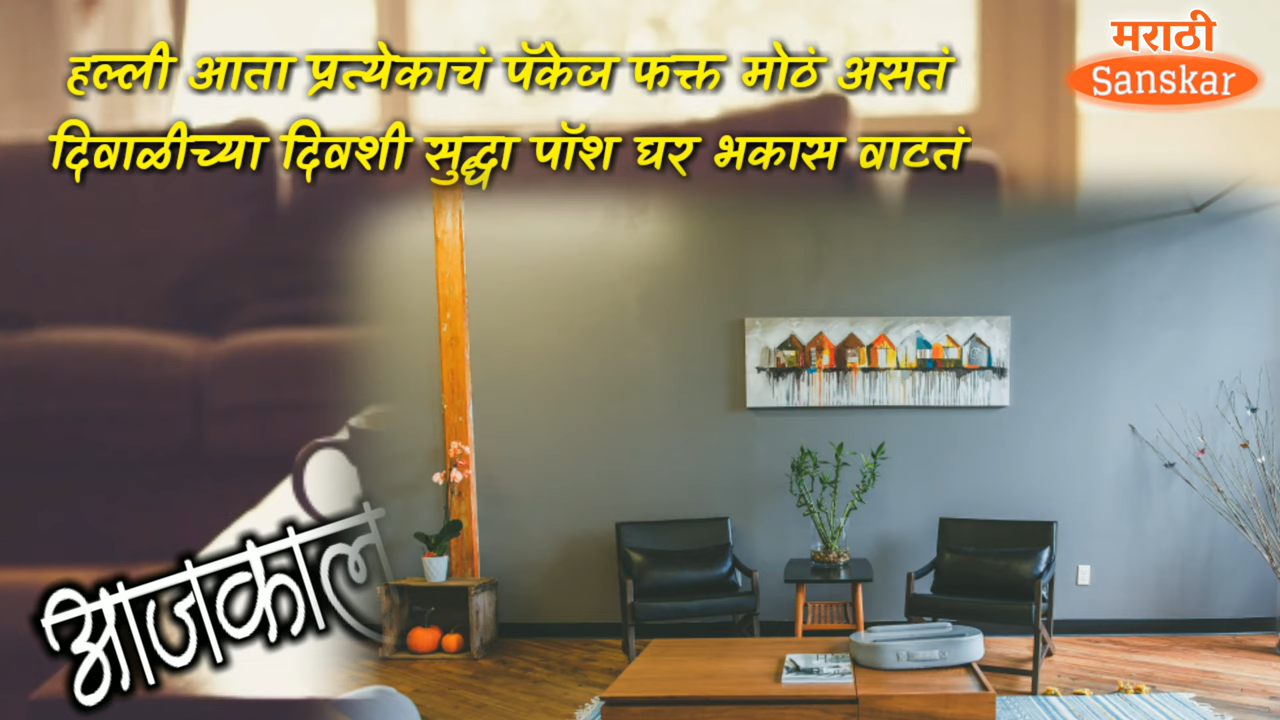 हल्ली आता प्रत्येकाचं पॅकेज फक्त मोठं असतं
दिवाळीच्या दिवशी सुद्धा पॉश घर भकास वाटतं
मराठी
Sanskar
आजकाल